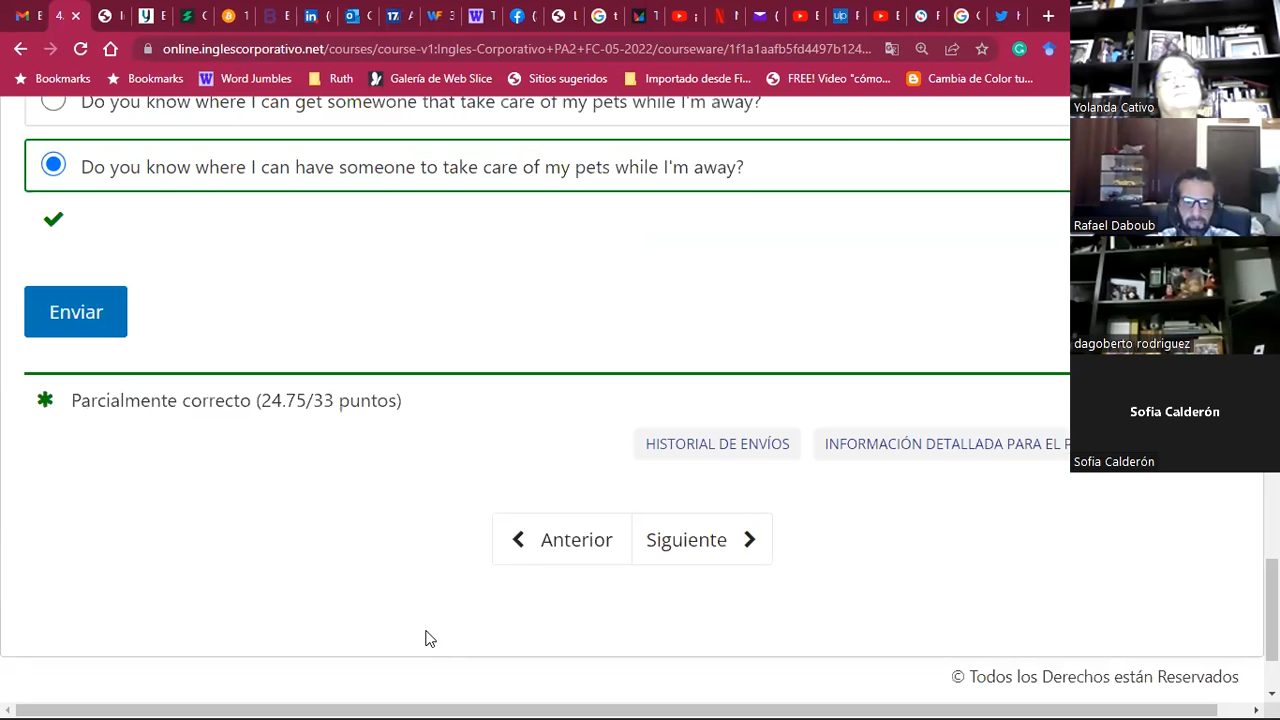 4.
online.inglescorporativo.net/courses/course-v1:Ingles-Corporativo+PA2+FC-05-2022/courseware/1f1a1aafb5fd4497b124...
Bookmarks
Bookmarks
Word Jumbles
Ruth
Galería de Web Slice
Sitios sugeridos
Importado desde Fi...
FREE! Video "cómo...
Cambia de Color tu...
Do you know where I can get somewone that take care of my pets while I'm away?
Do you know where I can have someone to take care of my pets while I'm away?
Enviar
Parcialmente correcto (24.75/33 puntos)
HISTORIAL DE ENVÍOS
INFORMACIÓN DETALLADA PARA EL
Anterior
Siguiente
© Todos los Derechos están Reservados
Yolanda Cativo
Rafael Daboub
dagoberto rodriguez
Sofia Calderón
Sofia Calderón